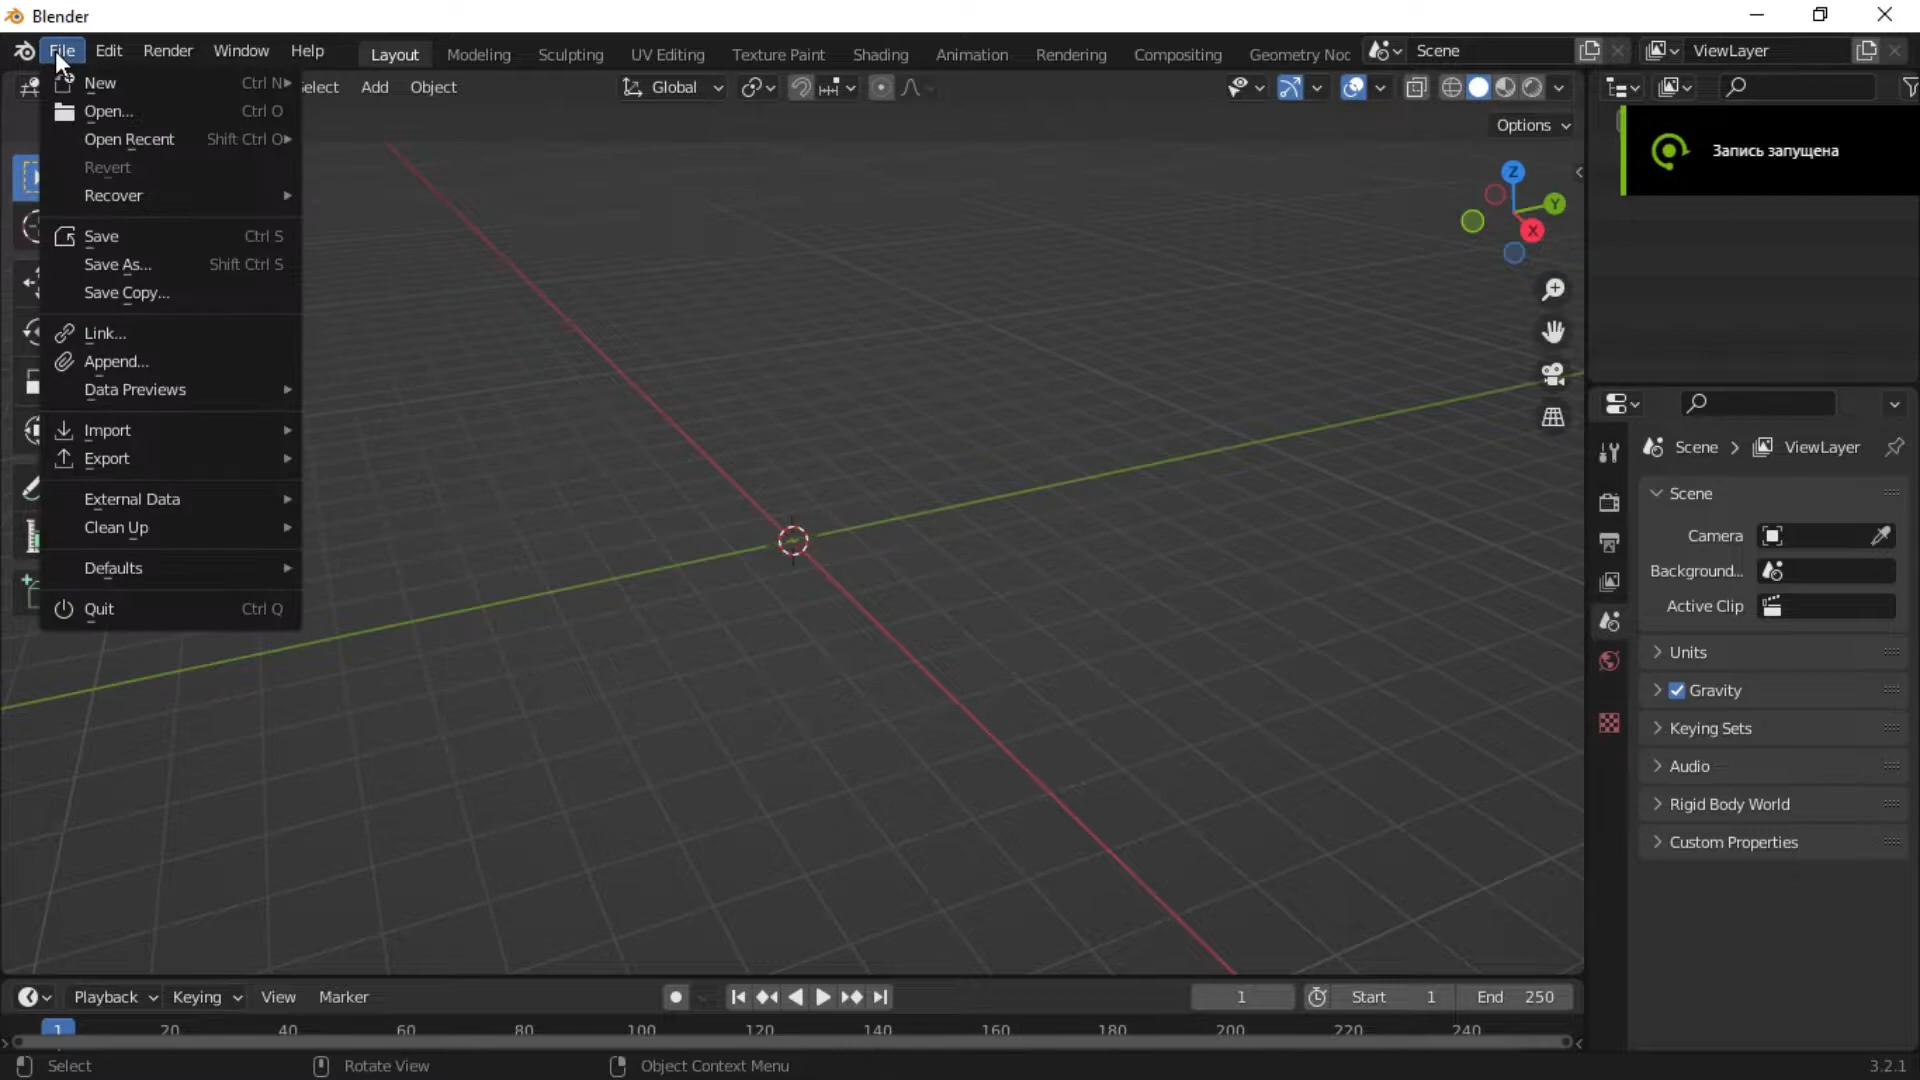 Blender
File Edit Render Window Help Layout Modeling Sculpting UV Editing Texture Paint Shading Animation Rendering Compositing Geometry Noc Scene ViewLayer
elect Add Object Global
Options
New Ctrl N
Open... Ctrl O
Open Recent Shift Ctrl O
Revert
Recover
Save Ctrl S
Save As... Shift Ctrl S
Save Copy...
Link...
Append...
Data Previews
Import
Export
External Data
Clean Up
Defaults
Quit Ctrl Q
Z
Y
X
Запись запущена
Scene > ViewLayer
Scene
Camera
Background...
Active Clip
Units
Gravity
Keying Sets
Audio
Rigid Body World
Custom Properties
Playback Keying View Marker 1 Start 1 End 250
1 20 40 60 80 100 120 140 160 180 200 220 240
Select Rotate View Object Context Menu 3.2.1